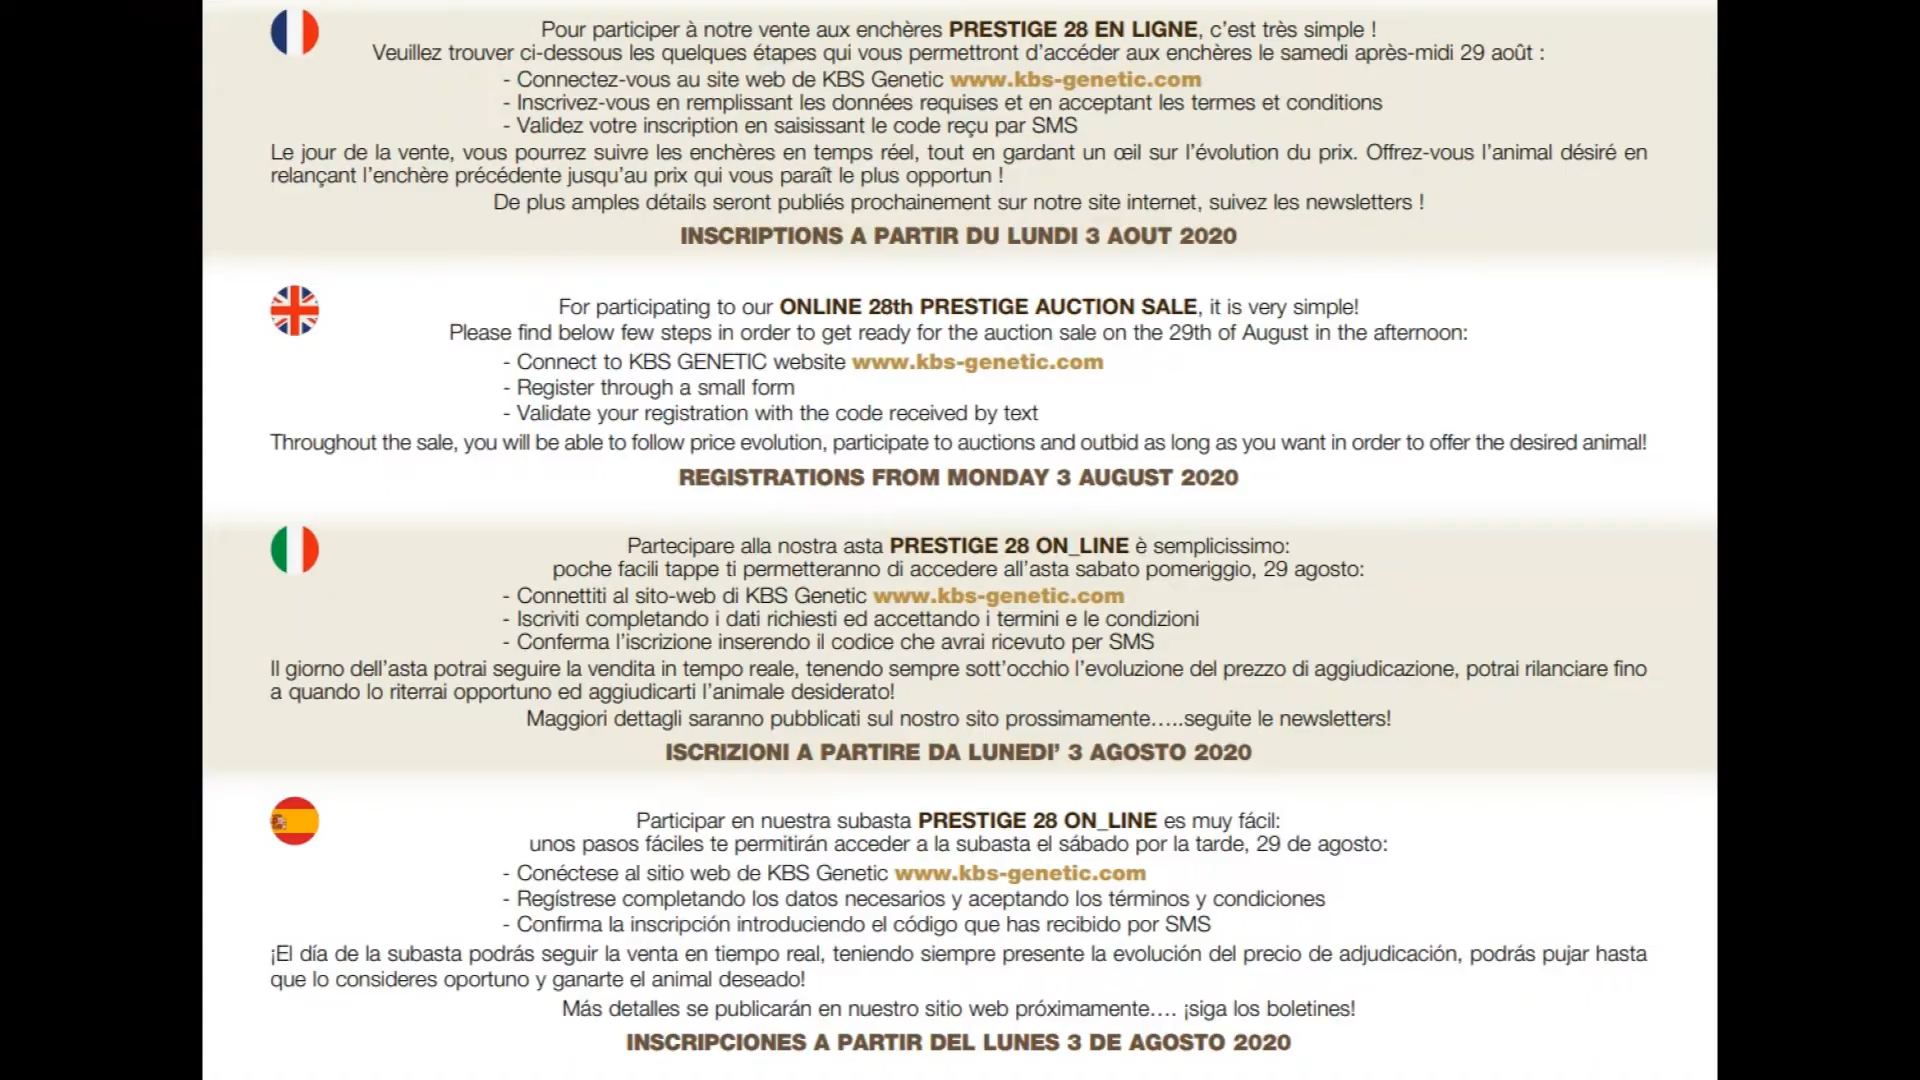 Pour participer à notre vente aux enchères PRESTIGE 28 EN LIGNE, c'est très simple !
Veuillez trouver ci-dessous les quelques étapes qui vous permettront d'accéder aux enchères le samedi après-midi 29 août :
- Connectez-vous au site web de KBS Genetic www.kbs-genetic.com
- Inscrivez-vous en remplissant les données requises et en acceptant les termes et conditions
- Validez votre inscription en saisissant le code reçu par SMS
Le jour de la vente, vous pourrez suivre les enchères en temps réel, tout en gardant un œil sur l'évolution du prix. Offrez-vous l'animal désiré en
relançant l'enchère précédente jusqu'au prix qui vous paraît le plus opportun !
De plus amples détails seront publiés prochainement sur notre site internet, suivez les newsletters !
INSCRIPTIONS A PARTIR DU LUNDI 3 AOUT 2020
For participating to our ONLINE 28th PRESTIGE AUCTION SALE, it is very simple!
Please find below few steps in order to get ready for the auction sale on the 29th of August in the afternoon:
- Connect to KBS GENETIC website www.kbs-genetic.com
- Register through a small form
- Validate your registration with the code received by text
Throughout the sale, you will be able to follow price evolution, participate to auctions and outbid as long as you want in order to offer the desired animal!
REGISTRATIONS FROM MONDAY 3 AUGUST 2020
Partecipare alla nostra asta PRESTIGE 28 ON_LINE è semplicissimo:
poche facili tappe ti permetteranno di accedere all'asta sabato pomeriggio, 29 agosto:
- Connettiti al sito-web di KBS Genetic www.kbs-genetic.com
- Iscriviti completando i dati richiesti ed accettando i termini e le condizioni
- Conferma l'iscrizione inserendo il codice che avrai ricevuto per SMS
Il giorno dell'asta potrai seguire la vendita in tempo reale, tenendo sempre sott'occhio l'evoluzione del prezzo di aggiudicazione, potrai rilanciare fino
a quando lo riterrai opportuno ed aggiudicarti l'animale desiderato!
Maggiori dettagli saranno pubblicati sul nostro sito prossimamente…..seguite le newsletters!
ISCRIZIONI A PARTIRE DA LUNEDI' 3 AGOSTO 2020
Participar en nuestra subasta PRESTIGE 28 ON_LINE es muy fácil:
unos pasos fáciles te permitirán acceder a la subasta el sábado por la tarde, 29 de agosto:
- Conéctese al sitio web de KBS Genetic www.kbs-genetic.com
- Regístrese completando los datos necesarios y aceptando los términos y condiciones
- Confirma la inscripción introduciendo el código que has recibido por SMS
¡El día de la subasta podrás seguir la venta en tiempo real, teniendo siempre presente la evolución del precio de adjudicación, podrás pujar hasta
que lo consideres oportuno y ganarte el animal deseado!
Más detalles se publicarán en nuestro sitio web próximamente…. ¡siga los boletines!
INSCRIPCIONES A PARTIR DEL LUNES 3 DE AGOSTO 2020